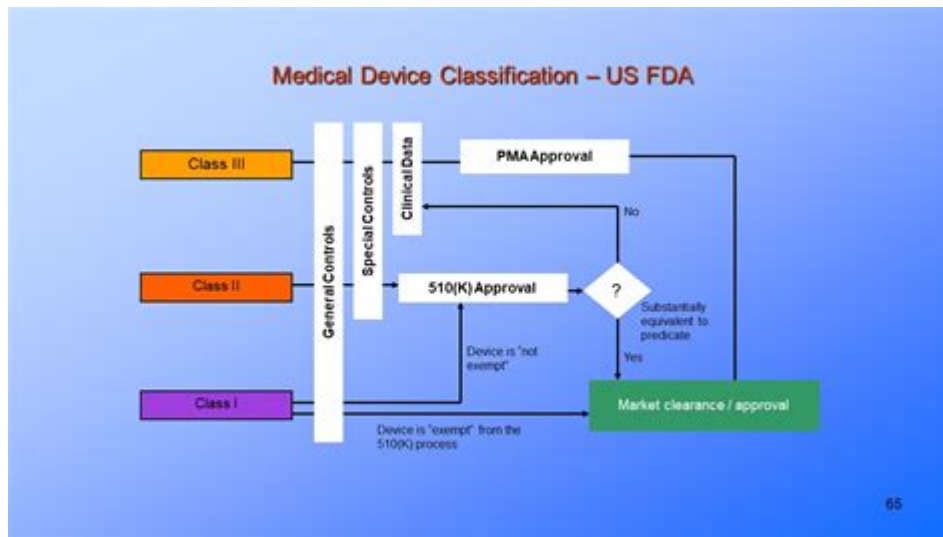 Medical Device Classification – US FDA
Class III
General Controls
Special Controls
Clinical Data
PMA Approval
No
Class II
510(K) Approval
?
Substantially
equivalent to
predicate
Device is "not
exempt"
Yes
Class I
Market clearance / approval
Device is "exempt" from the
510(K) process
65